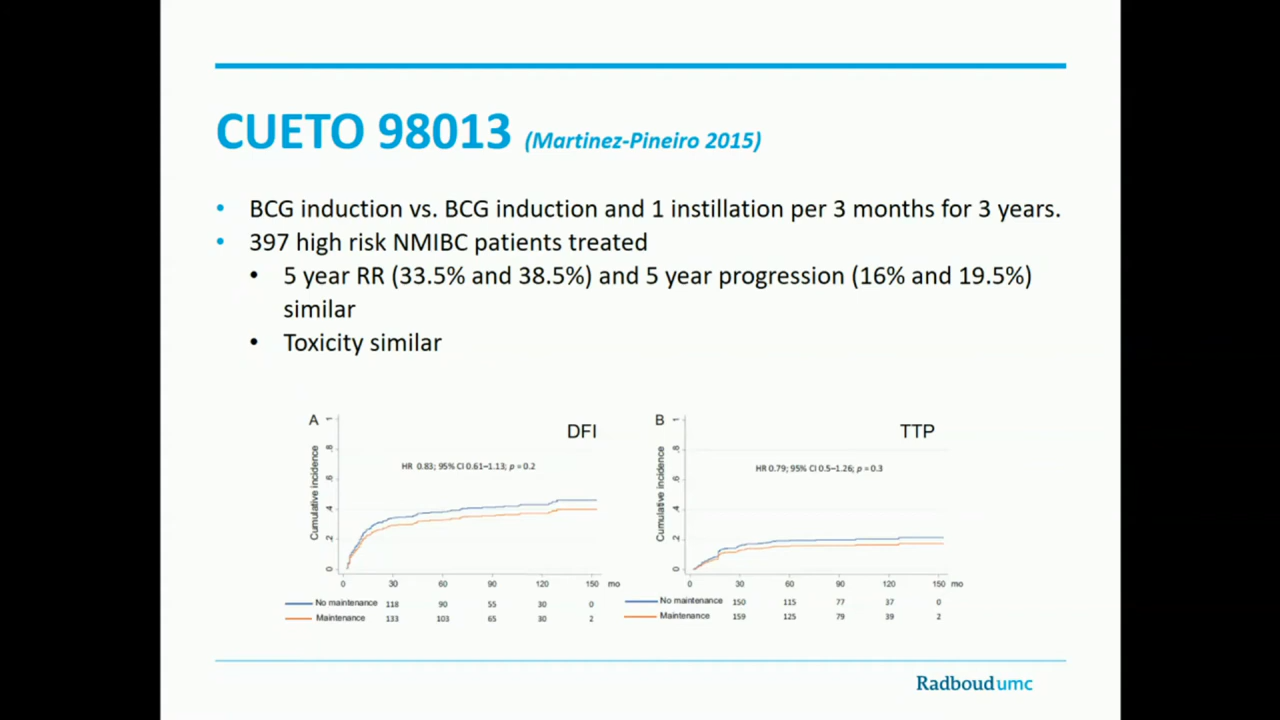 CUETO 98013 (Martinez-Pineiro 2015)
• BCG induction vs. BCG induction and 1 instillation per 3 months for 3 years.
• 397 high risk NMIBC patients treated
• 5 year RR (33.5% and 38.5%) and 5 year progression (16% and 19.5%)
similar
• Toxicity similar
A
DFI
HR 0.83; 95% CI 0.61–1.13; p = 0.2
Cumulative incidence
1
.8
.6
.4
.2
0
0 30 60 90 120 150 mo
No maintenance 118 90 55 30 0
Maintenance 133 103 65 30 2
B
TTP
HR 0.79; 95% CI 0.5–1.26; p = 0.3
Cumulative incidence
1
.8
.6
.4
.2
0
0 30 60 90 120 150 mo
No maintenance 150 115 77 37 0
Maintenance 159 125 79 39 2
Radboudumc